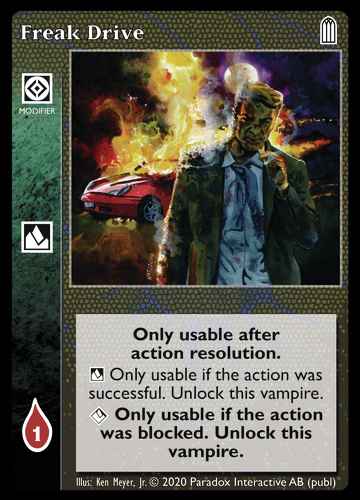 Freak Drive
MODIFIER
Only usable after
action resolution.
Only usable if the action was
successful. Unlock this vampire.
Only usable if the action
was blocked. Unlock this
vampire.
1
Illus: Ken Meyer, Jr. © 2020 Paradox Interactive AB (publ)